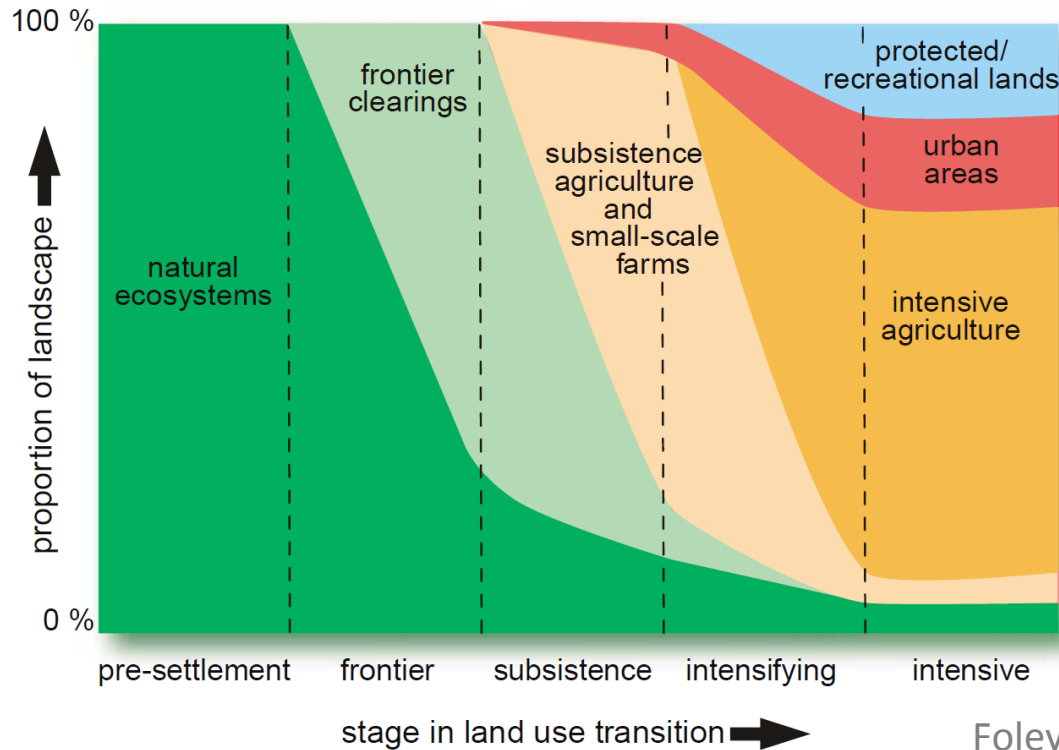 100 %
protected/
recreational lands
frontier
clearings
urban
areas
subsistence
agriculture
and
small-scale
farms
natural
ecosystems
intensive
agriculture
proportion of landscape
0 %
pre-settlement
frontier
subsistence
intensifying
intensive
stage in land use transition
Foley